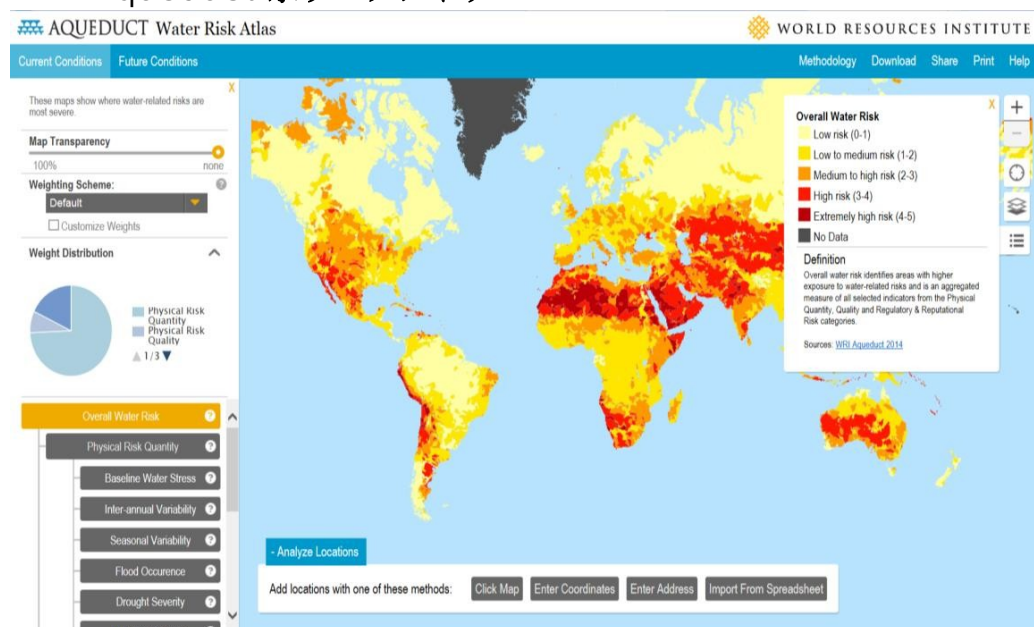 AQUEDUCT Water Risk Atlas
WORLD RESOURCES INSTITUTE
Current Conditions Future Conditions
Methodology Download Share Print Help
These maps show where water-related risks are
most severe.
X
Map Transparency
100% none
Weighting Scheme:
Default
Customize Weights
Weight Distribution
Physical Risk
Quantity
Physical Risk
Quality
1/3
Overall Water Risk
Physical Risk Quantity
Baseline Water Stress
Inter-annual Variability
Seasonal Variability
Flood Occurence
Drought Severity
X
Overall Water Risk
Low risk (0-1)
Low to medium risk (1-2)
Medium to high risk (2-3)
High risk (3-4)
Extremely high risk (4-5)
No Data
Definition
Overall water risk identifies areas with higher
exposure to water-related risks and is an aggregated
measure of all selected indicators from the Physical
Quantity, Quality and Regulatory & Reputational
Risk categories.
Sources: WRI Aqueduct 2014
- Analyze Locations
Add locations with one of these methods: Click Map Enter Coordinates Enter Address Import From Spreadsheet